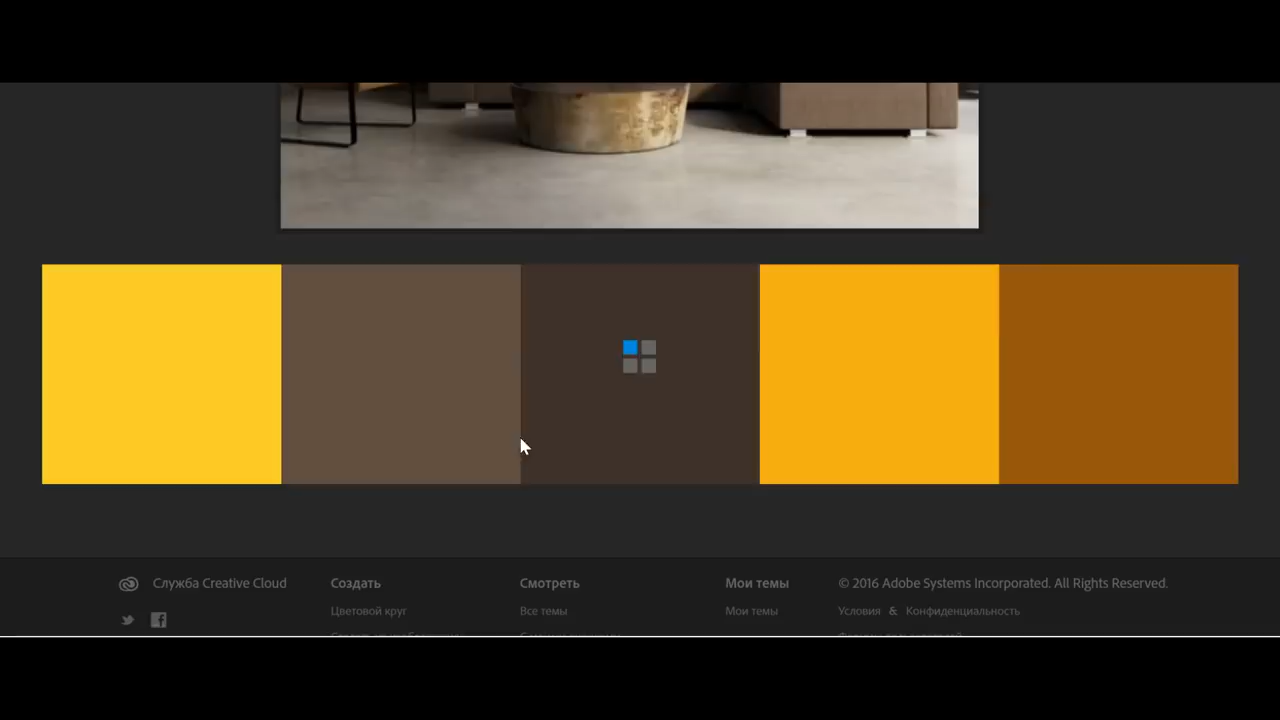 Служба Creative Cloud
Создать
Смотреть
Мои темы
© 2016 Adobe Systems Incorporated. All Rights Reserved.
Цветовой круг
Все темы
Мои темы
Условия & Конфиденциальность